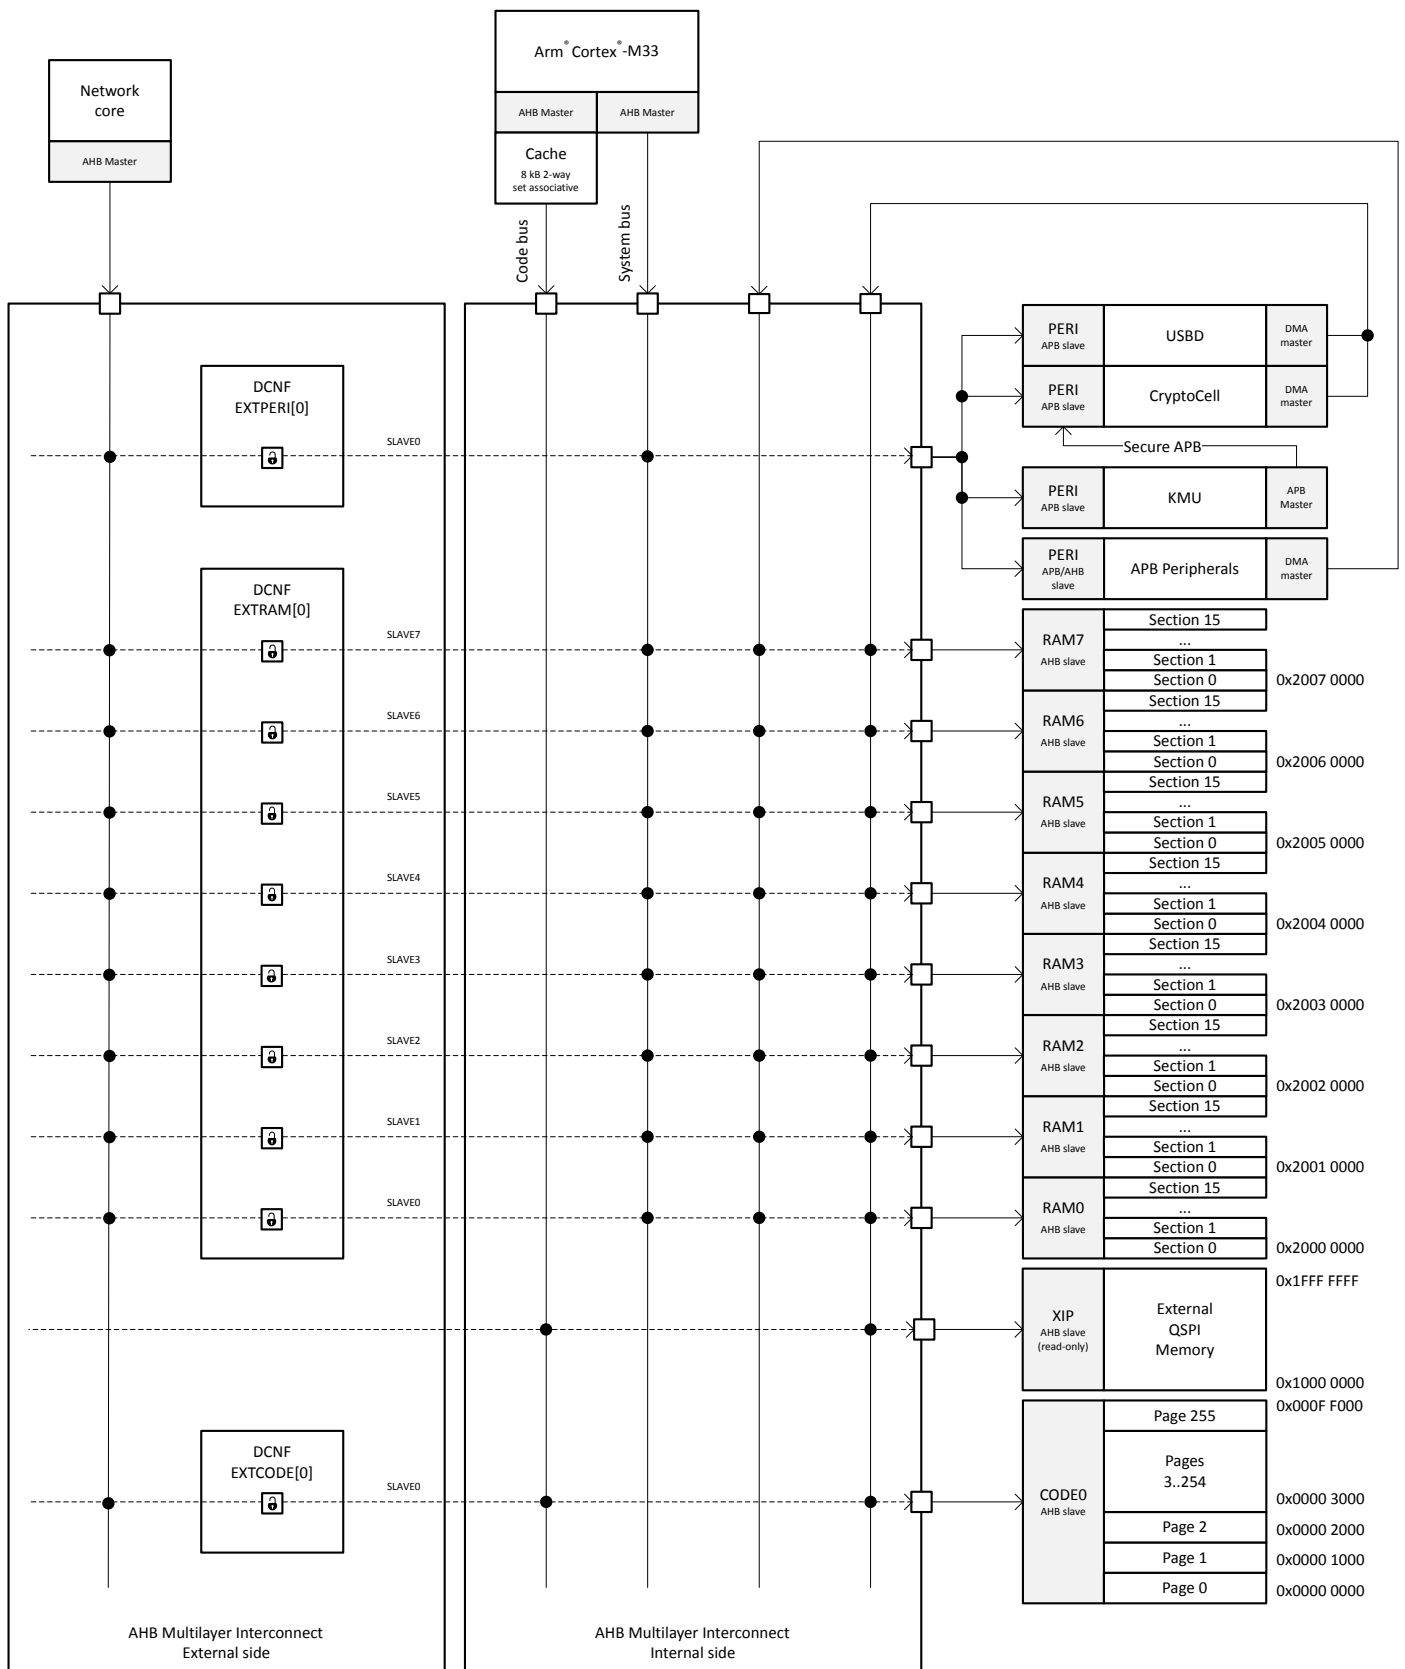 Arm® Cortex®-M33
AHB Master
AHB Master
Cache
8 kB 2-way
set associative
Network
core
AHB Master
Code bus
System bus
DCNF
EXTPERI[0]
SLAVE0
PERI
APB slave
USBD
DMA
master
PERI
APB slave
CryptoCell
DMA
master
Secure APB
PERI
APB slave
KMU
APB
Master
PERI
APB/AHB
slave
APB Peripherals
DMA
master
DCNF
EXTRAM[0]
SLAVE7
RAM7
AHB slave
Section 15
...
Section 1
Section 0
0x2007 0000
SLAVE6
RAM6
AHB slave
Section 15
...
Section 1
Section 0
0x2006 0000
SLAVE5
RAM5
AHB slave
Section 15
...
Section 1
Section 0
0x2005 0000
SLAVE4
RAM4
AHB slave
Section 15
...
Section 1
Section 0
0x2004 0000
SLAVE3
RAM3
AHB slave
Section 15
...
Section 1
Section 0
0x2003 0000
SLAVE2
RAM2
AHB slave
Section 15
...
Section 1
Section 0
0x2002 0000
SLAVE1
RAM1
AHB slave
Section 15
...
Section 1
Section 0
0x2001 0000
SLAVE0
RAM0
AHB slave
Section 15
...
Section 1
Section 0
0x2000 0000
XIP
AHB slave
(read-only)
External
QSPI
Memory
0x1FFF FFFF
0x1000 0000
DCNF
EXTCODE[0]
SLAVE0
CODE0
AHB slave
Page 255
0x000F F000
Pages
3..254
0x0000 3000
Page 2
0x0000 2000
Page 1
0x0000 1000
Page 0
0x0000 0000
AHB Multilayer Interconnect
External side
AHB Multilayer Interconnect
Internal side